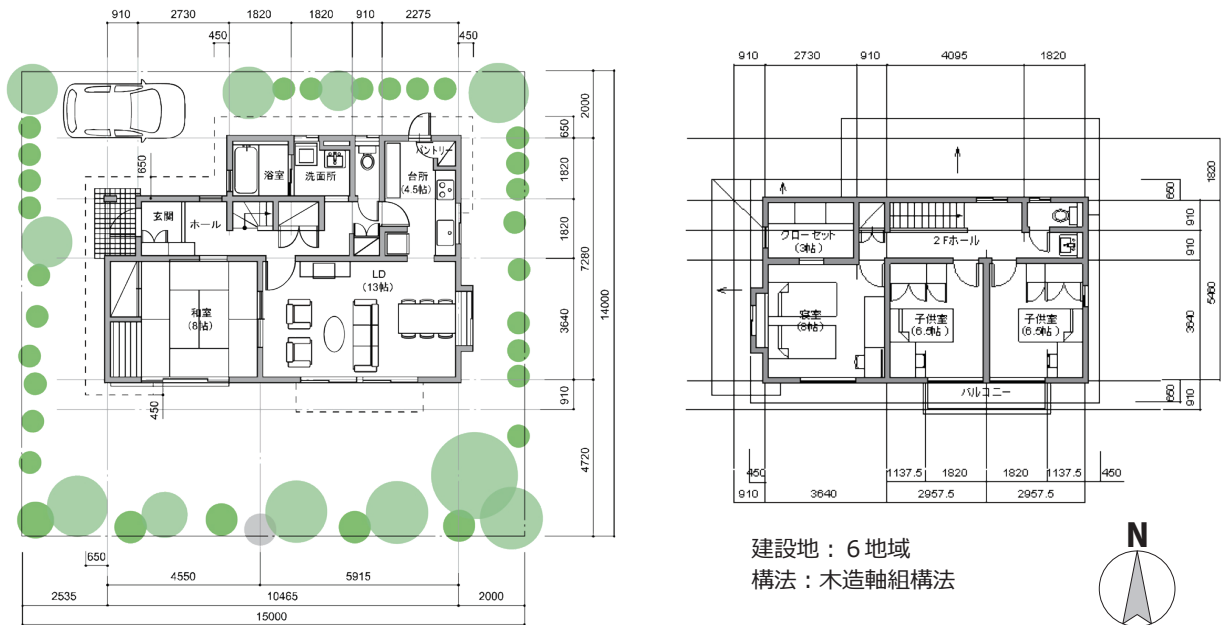 910 2730 1820 1820 910 2275
450 450
2000
650
650
1820
1820
7280
14000
3640
910
4720
浴室
洗面所
パントリー
台所
(4.5帖)
玄関
ホール
LD
(13帖)
和室
(8帖)
450
650
4550 5915
2535 10465 2000
15000
910 2730 910 4095 1820
1820
650
910
910
5460
3640
650
910
クローゼット
(3帖)
2Fホール
寝室
(8帖)
子供室
(6.5帖)
子供室
(6.5帖)
バルコニー
450 1137.5 1820 1820 1137.5 450
910 3640 2957.5 2957.5
建設地：６地域
構法：木造軸組構法
N